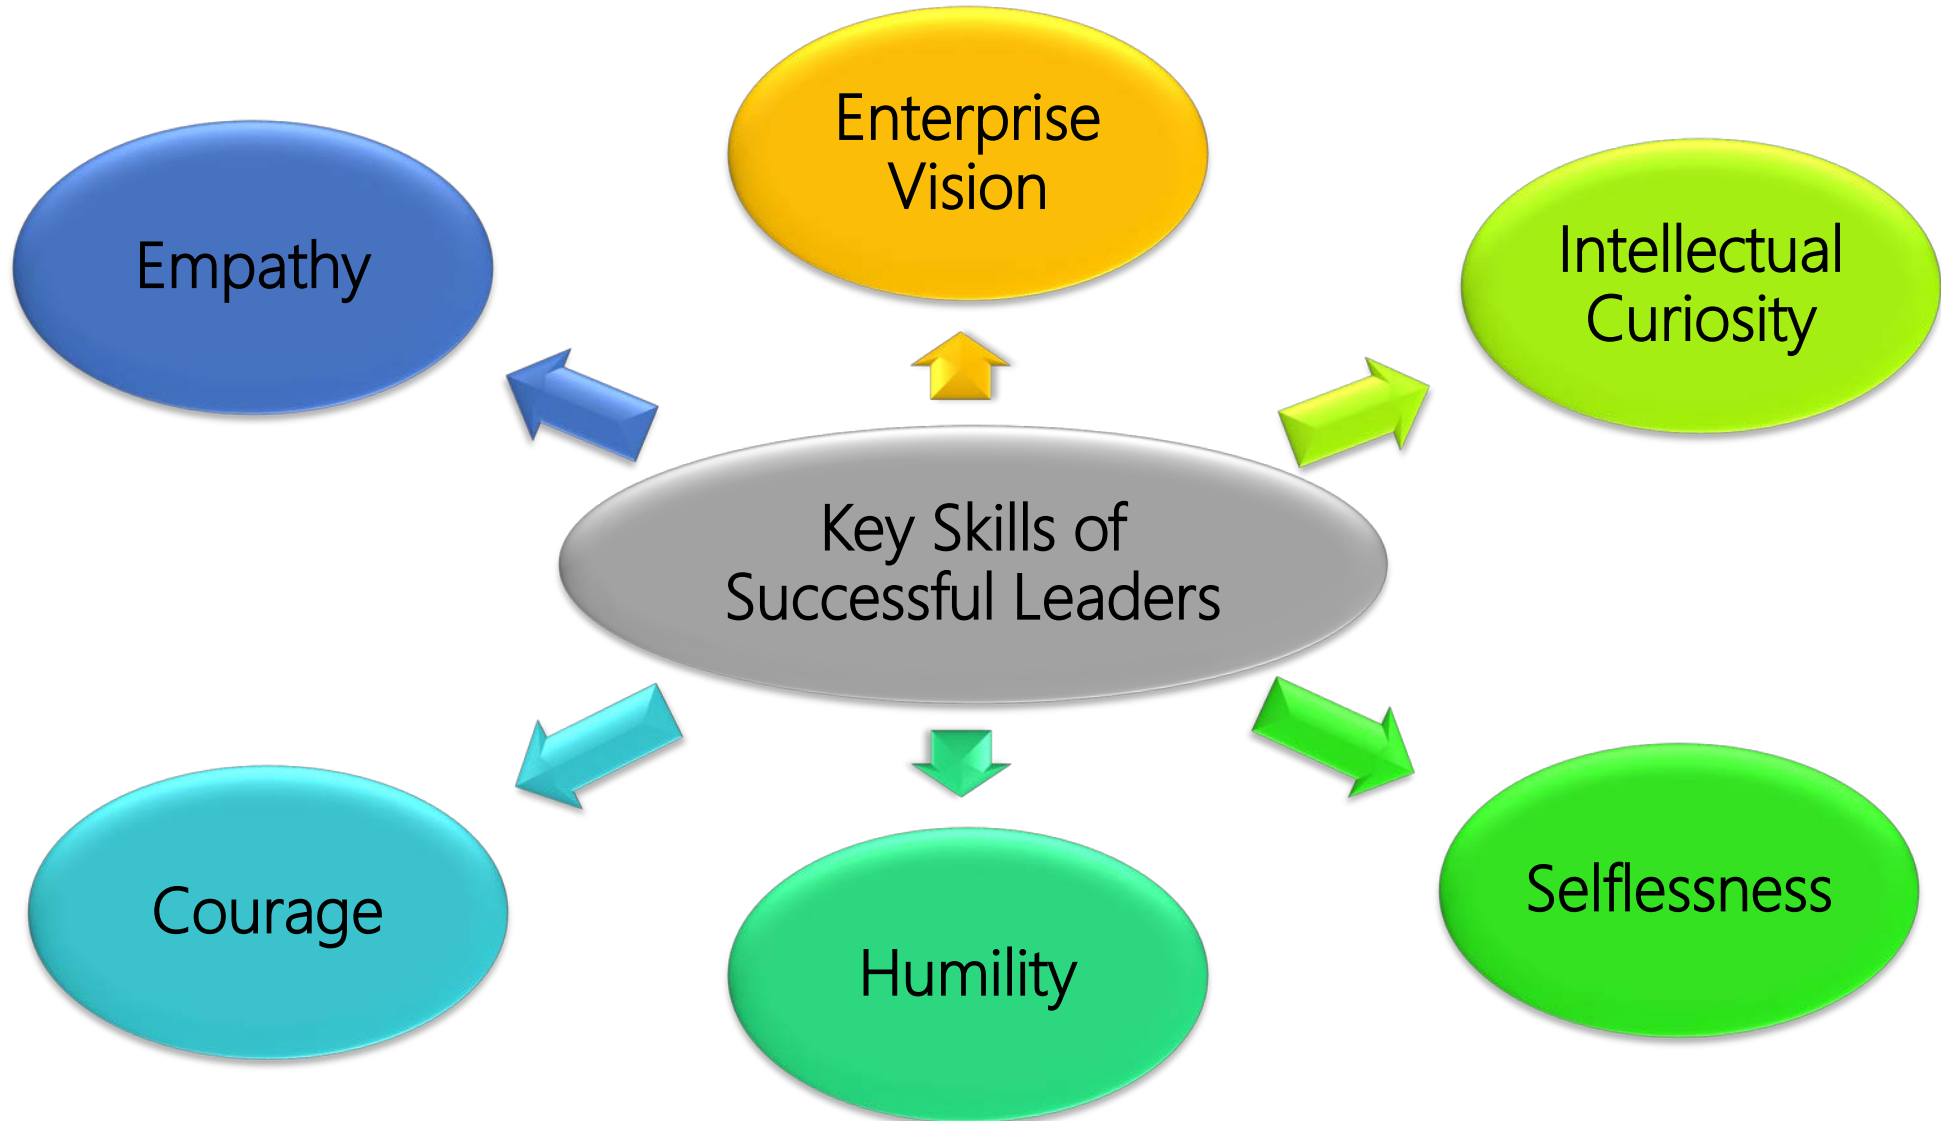 Enterprise
Vision
Empathy
Intellectual
Curiosity
Key Skills of
Successful Leaders
Courage
Humility
Selflessness